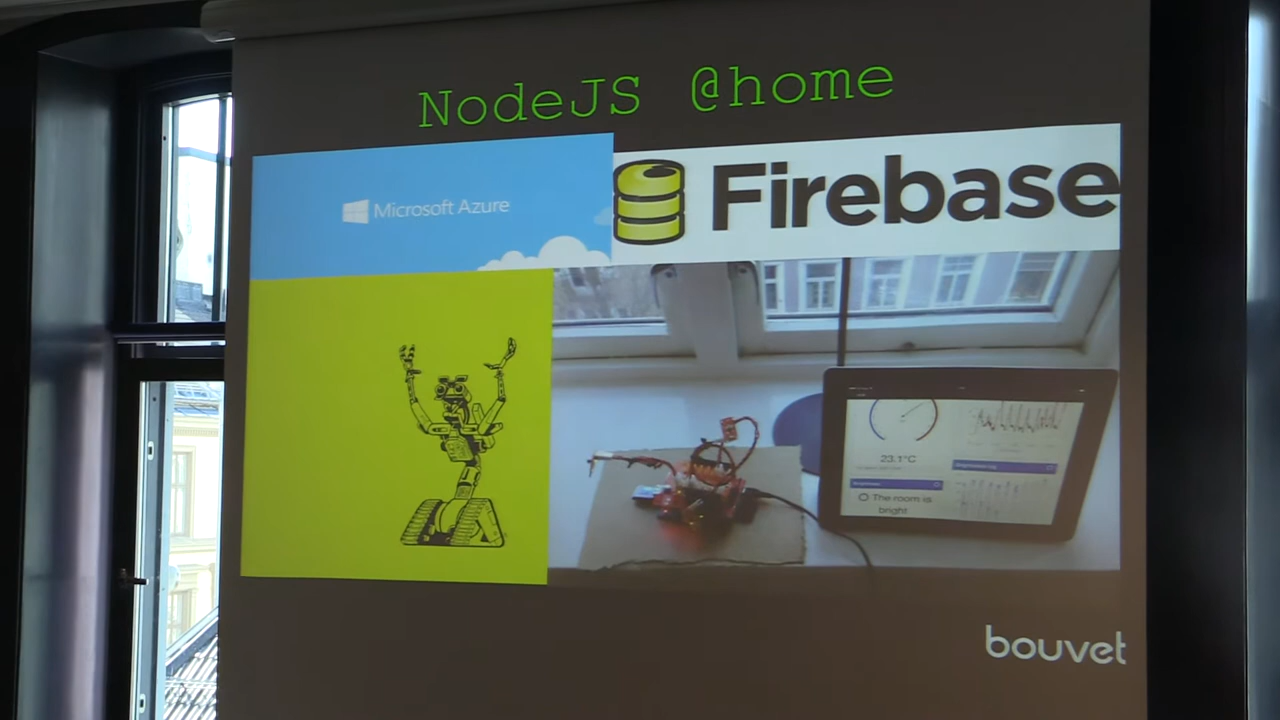 NodeJS @home
Microsoft Azure
Firebase
23.1°C
The room is
bright
bouvet